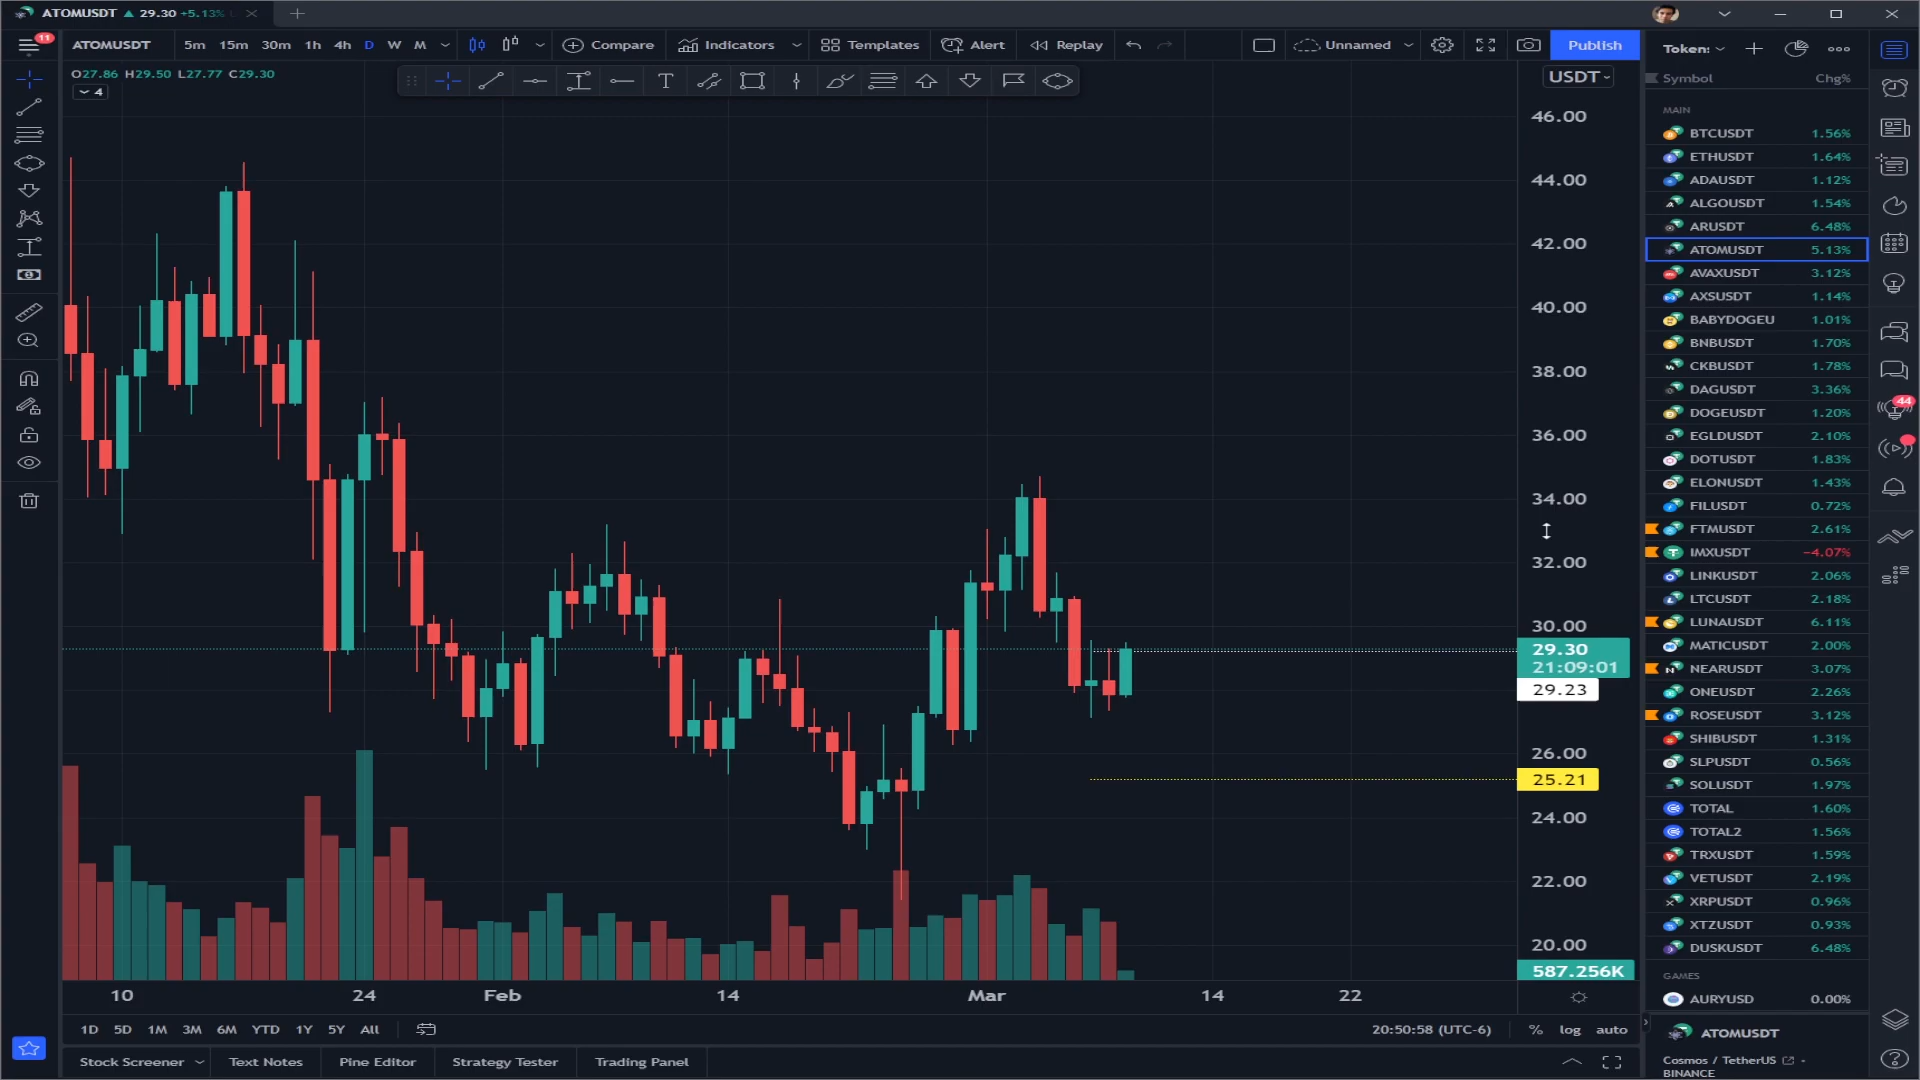 ATOMUSDT ▲ 29.30 +5.13%
11
ATOMUSDT 5m 15m 30m 1h 4h D W M Compare Indicators Templates Alert Replay Unnamed Publish
Token:
O27.86 H29.50 L27.77 C29.30
4
USDT
Symbol Chg%
46.00
44.00
42.00
40.00
38.00
36.00
34.00
32.00
30.00
29.30
21:09:01
29.23
26.00
25.21
24.00
22.00
20.00
587.256K
10 24 Feb 14 Mar 14 22
1D 5D 1M 3M 6M YTD 1Y 5Y All
20:50:58 (UTC-6) % log auto
Stock Screener Text Notes Pine Editor Strategy Tester Trading Panel
MAIN
BTCUSDT 1.56%
ETHUSDT 1.64%
ADAUSDT 1.12%
ALGOUSDT 1.54%
ARUSDT 6.48%
ATOMUSDT 5.13%
AVAXUSDT 3.12%
AXSUSDT 1.14%
BABYDOGEU 1.01%
BNBUSDT 1.70%
CKBUSDT 1.78%
DAGUSDT 3.36%
DOGEUSDT 1.20%
EGLDUSDT 2.10%
DOTUSDT 1.83%
ELONUSDT 1.43%
FILUSDT 0.72%
FTMUSDT 2.61%
IMXUSDT −4.07%
LINKUSDT 2.06%
LTCUSDT 2.18%
LUNAUSDT 6.11%
MATICUSDT 2.00%
NEARUSDT 3.07%
ONEUSDT 2.26%
ROSEUSDT 3.12%
SHIBUSDT 1.31%
SLPUSDT 0.56%
SOLUSDT 1.97%
TOTAL 1.60%
TOTAL2 1.56%
TRXUSDT 1.59%
VETUSDT 2.19%
XRPUSDT 0.96%
XTZUSDT 0.93%
DUSKUSDT 6.48%
GAMES
AURYUSD 0.00%
ATOMUSDT
Cosmos / TetherUS
BINANCE
44